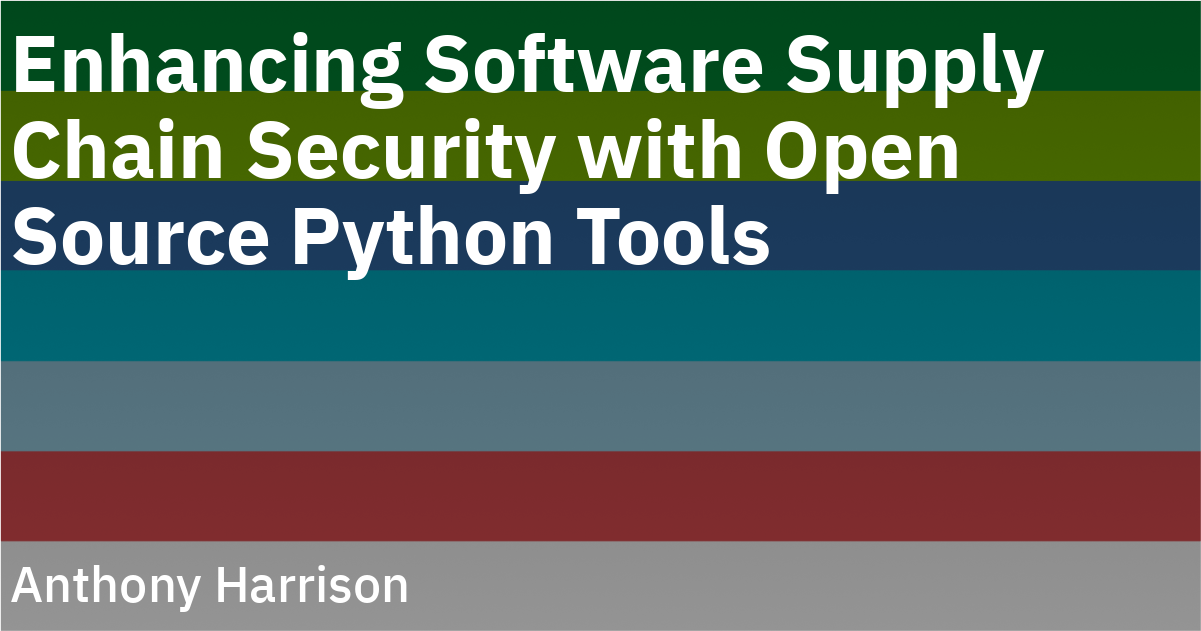 Enhancing Software Supply
Chain Security with Open
Source Python Tools
Anthony Harrison